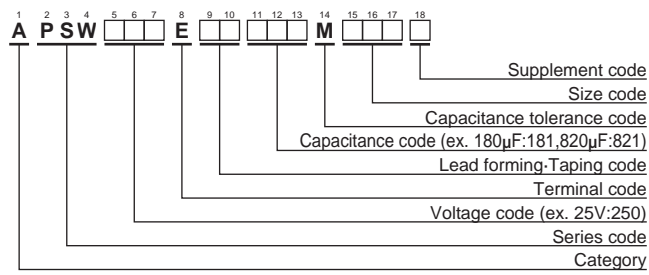 1 2 3 4 5 6 7 8 9 10 11 12 13 14 15 16 17 18
A PSW E M
Supplement code
Size code
Capacitance tolerance code
Capacitance code (ex. 180μF:181,820μF:821)
Lead forming·Taping code
Terminal code
Voltage code (ex. 25V:250)
Series code
Category